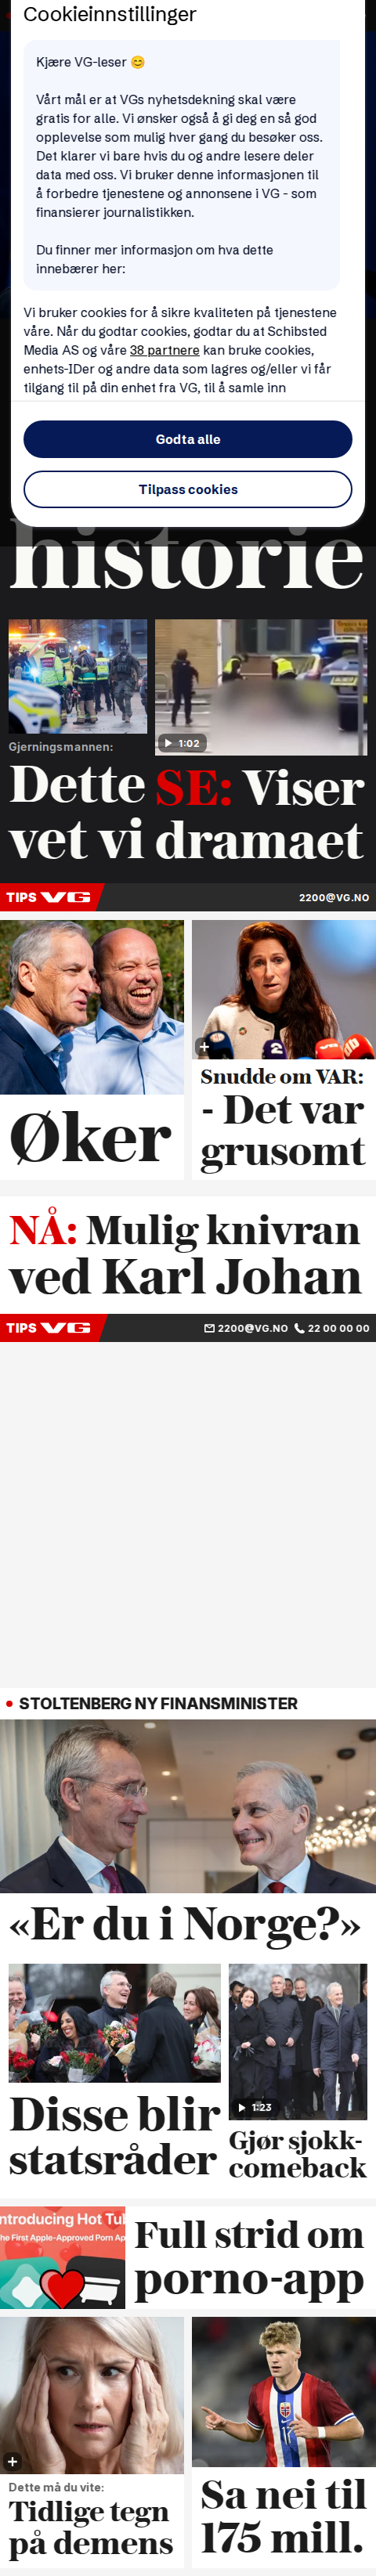 Cookieinnstillinger
Kjære VG-leser 😊
Vårt mål er at VGs nyhetsdekning skal være
gratis for alle. Vi ønsker også å gi deg en så god
opplevelse som mulig hver gang du besøker oss.
Det klarer vi bare hvis du og andre lesere deler
data med oss. Vi bruker denne informasjonen til
å forbedre tjenestene og annonsene i VG - som
finansierer journalistikken.
Du finner mer informasjon om hva dette
innebærer her:
Vi bruker cookies for å sikre kvaliteten på tjenestene
våre. Når du godtar cookies, godtar du at Schibsted
Media AS og våre 38 partnere kan bruke cookies,
enhets-IDer og andre data som lagres og/eller vi får
tilgang til på din enhet fra VG, til å samle inn
Godta alle
Tilpass cookies
historie
1:02
Gjerningsmannen:
Dette
vet vi
SE: Viser
dramaet
TIPS VG
2200@VG.NO
Øker
Snudde om VAR:
- Det var
grusomt
NÅ: Mulig knivran
ved Karl Johan
TIPS VG
2200@VG.NO 22 00 00 00
STOLTENBERG NY FINANSMINISTER
«Er du i Norge?»
Disse blir
statsråder
1:23
Gjør sjokk-
comeback
Introducing Hot Tu
he First Apple-Approved Porn Ap
Full strid om
porno-app
Dette må du vite:
Tidlige tegn
på demens
17
Sa nei til
175 mill.